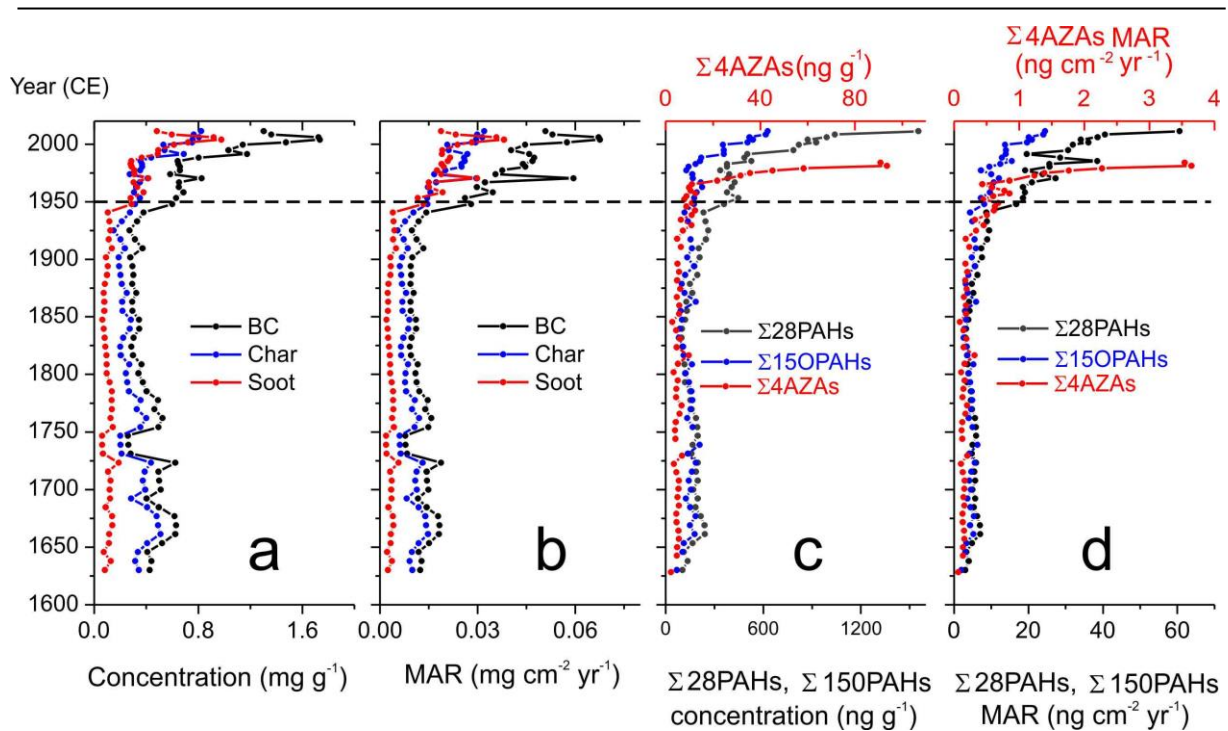 Σ4AZAs(ng g⁻¹)
Σ4AZAs MAR
(ng cm⁻² yr⁻¹)
Year (CE)
0 40 80
0 1 2 3 4
2000
1950
1900
1850
1800
1750
1700
1650
1600
BC
Char
Soot
a
BC
Char
Soot
b
Σ28PAHs
Σ15OPAHs
Σ4AZAs
c
Σ28PAHs
Σ15OPAHs
Σ4AZAs
d
0.0 0.8 1.6
0.00 0.03 0.06
0 600 1200
0 20 40 60
Concentration (mg g⁻¹)
MAR (mg cm⁻² yr⁻¹)
Σ28PAHs, Σ150PAHs
concentration (ng g⁻¹)
Σ28PAHs, Σ150PAHs
MAR (ng cm⁻² yr⁻¹)